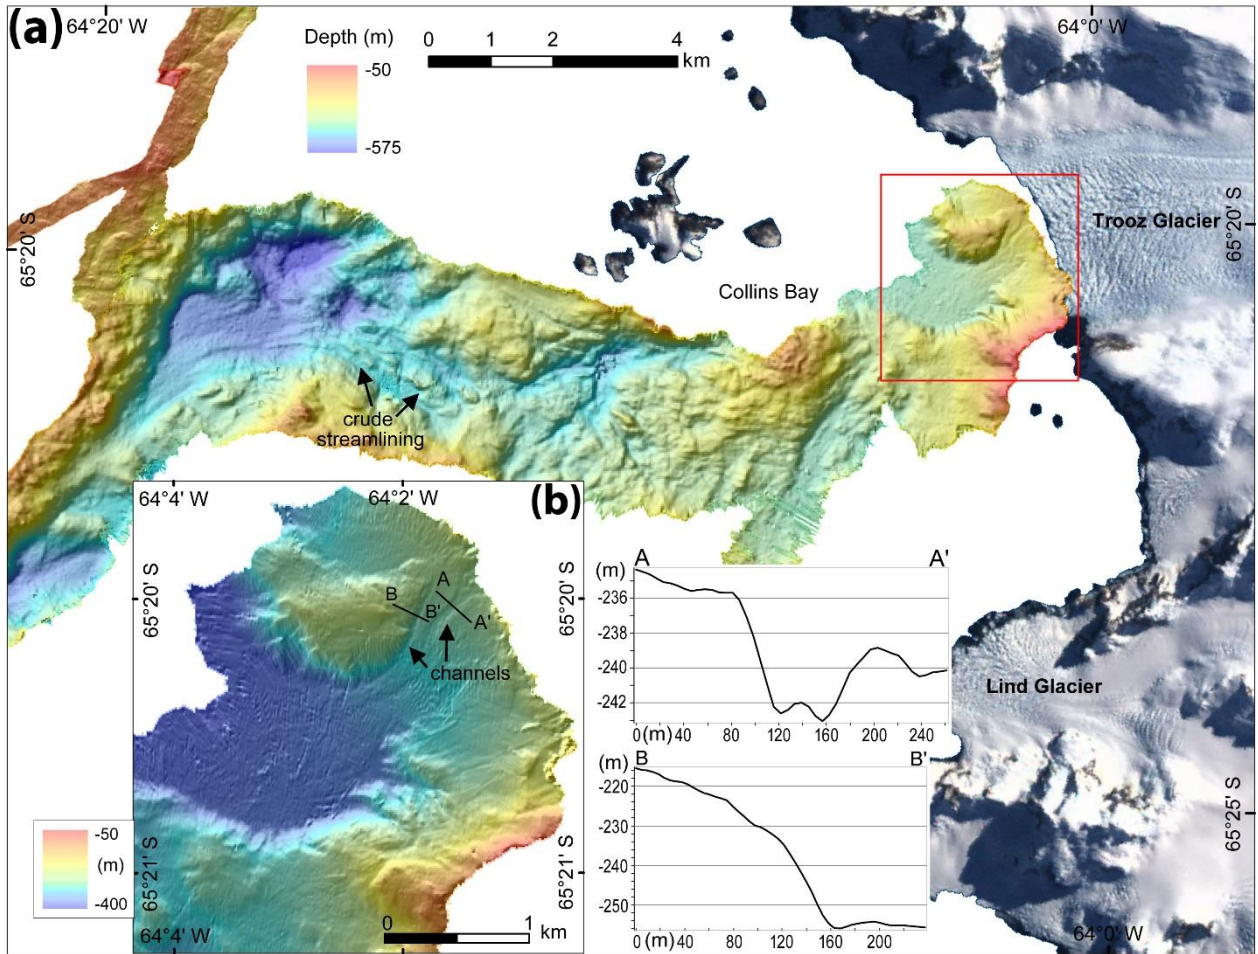 (a)
64°20' W
Depth (m)
-50
-575
0 1 2 4
km
64°0' W
65°20' S
65°20' S
Trooz Glacier
Collins Bay
crude
streamlining
(b)
64°4' W
64°2' W
65°20' S
65°20' S
A
B
B'
A'
channels
-50
(m)
-400
65°21' S
65°21' S
64°4' W
0 1
km
A A'
(m)
-236
-238
-240
-242
0 (m) 40 80 120 160 200 240
B B'
(m)
-220
-230
-240
-250
0 (m) 40 80 120 160 200
Lind Glacier
65°25' S
64°0' W